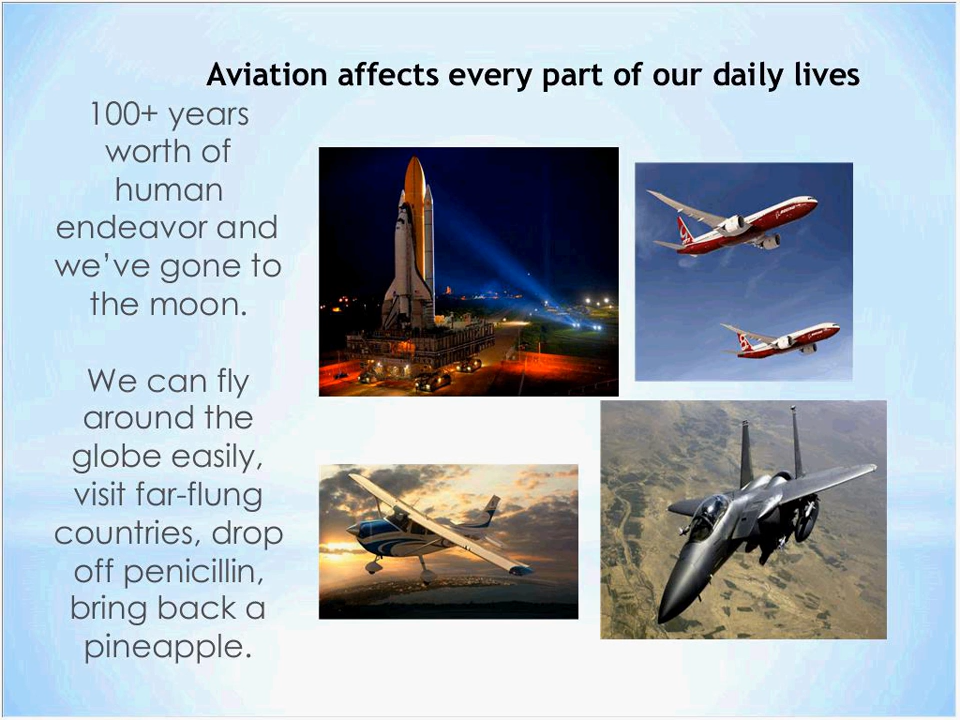 Aviation affects every part of our daily lives
100+ years
worth of
human
endeavor and
we’ve gone to
the moon.
We can fly
around the
globe easily,
visit far-flung
countries, drop
off penicillin,
bring back a
pineapple.